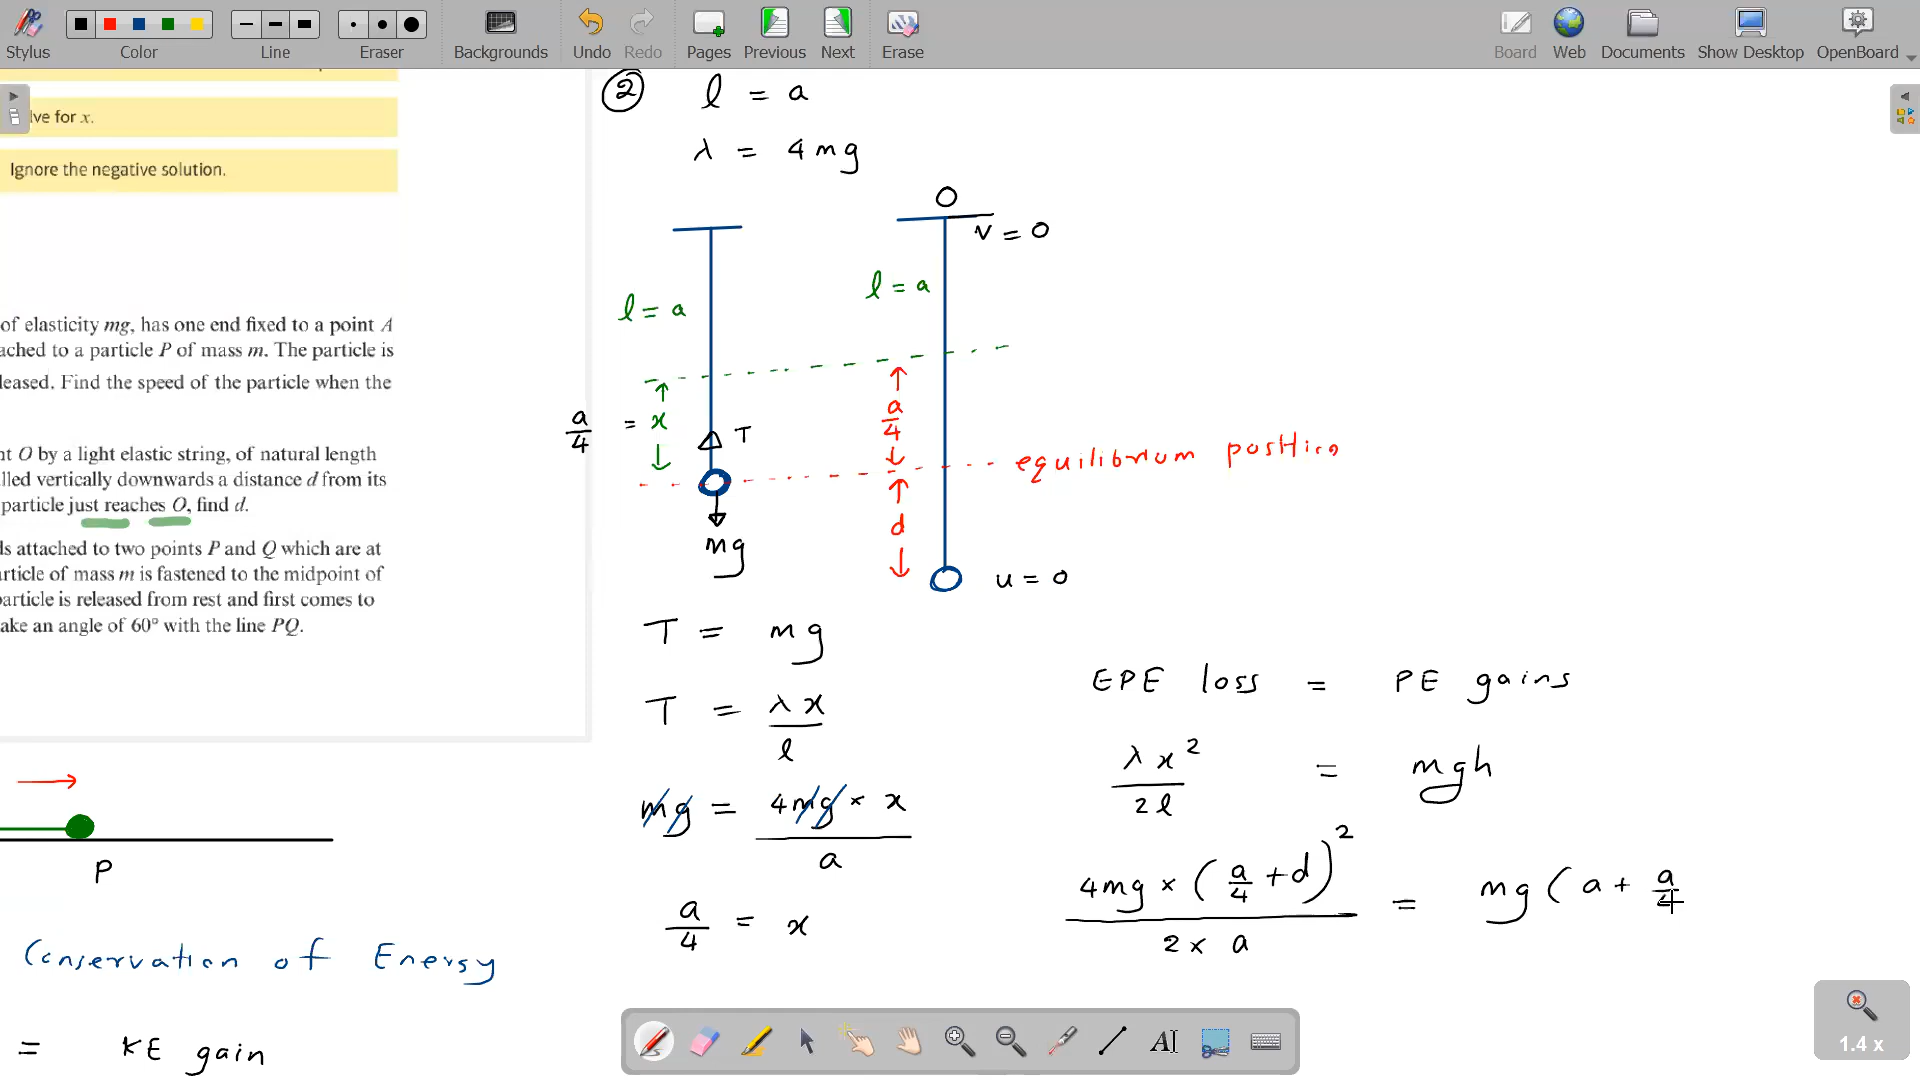 Stylus Color Line Eraser Backgrounds Undo Redo Pages Previous Next Erase Board Web Documents Show Desktop OpenBoard
lve for x.
Ignore the negative solution.
of elasticity mg, has one end fixed to a point A
ached to a particle P of mass m. The particle is
leased. Find the speed of the particle when the
nt O by a light elastic string, of natural length
lled vertically downwards a distance d from its
particle just reaches O, find d.
ds attached to two points P and Q which are at
article of mass m is fastened to the midpoint of
particle is released from rest and first comes to
ake an angle of 60° with the line PQ.
P
Conservation of Energy
= KE gain
② l = a
λ = 4mg
l = a
a/4 = x
T
mg
O
v = 0
l = a
a/4
equilibrium position
d
u = 0
T = mg
T = λx/l
mg = 4mg × x / a
a/4 = x
EPE loss = PE gains
λx²/2l = mgh
4mg × (a/4 + d)² / 2 × a = mg (a + a/4
AI
1.4 x